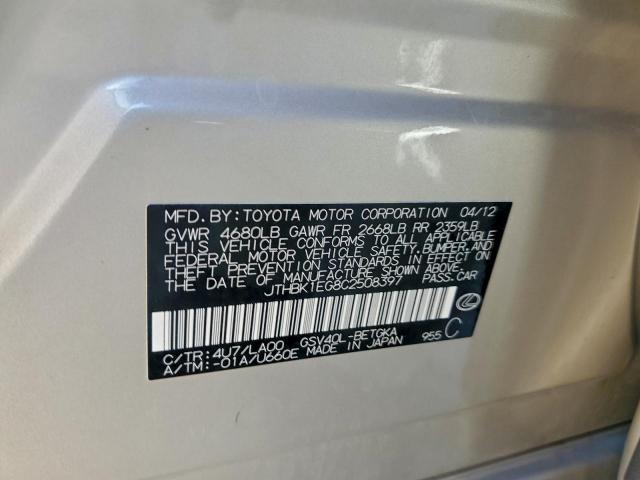 MFD. BY: TOYOTA MOTOR CORPORATION 04/12
GVWR 4680LB GAWR FR 2668LB RR 2359LB
THIS VEHICLE CONFORMS TO ALL APPLICABLE
FEDERAL MOTOR VEHICLE SAFETY, BUMPER, AND
THEFT PREVENTION STANDARDS IN EFFECT ON
THE DATE OF MANUFACTURE SHOWN ABOVE.
JTHBK1EG8C2508397 PASS·CAR
C/TR: 4U7/LA00 GSV40L-BETGKA 955 C
A/TM: -01A/U660E MADE IN JAPAN